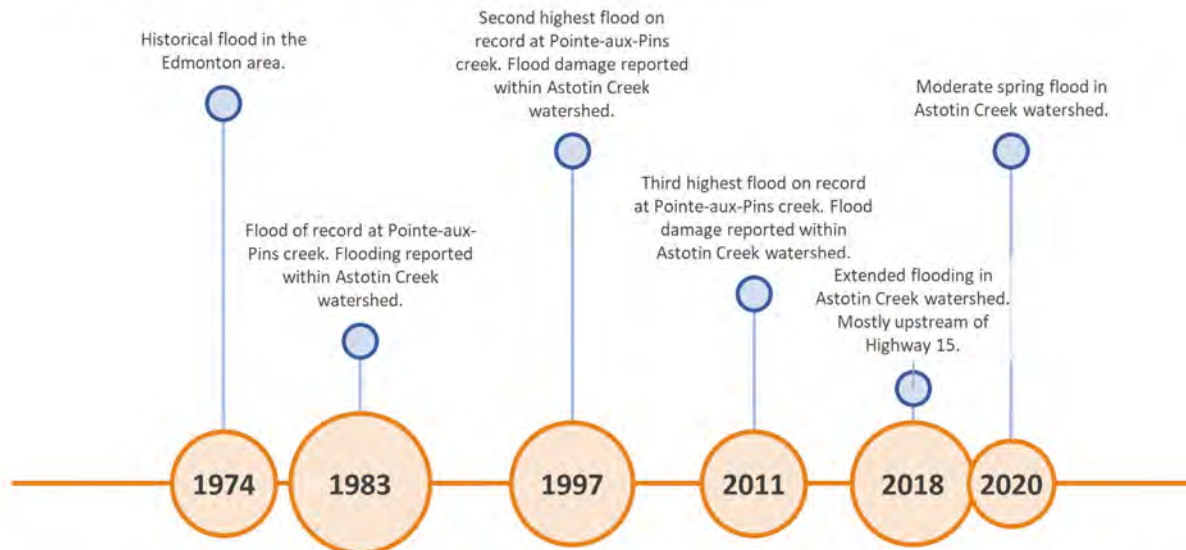 Historical flood in the
Edmonton area.
Flood of record at Pointe-aux-
Pins creek. Flooding reported
within Astotin Creek
watershed.
Second highest flood on
record at Pointe-aux-Pins
creek. Flood damage reported
within Astotin Creek
watershed.
Third highest flood on record
at Pointe-aux-Pins creek. Flood
damage reported within
Astotin Creek watershed.
Extended flooding in
Astotin Creek watershed.
Mostly upstream of
Highway 15.
Moderate spring flood in
Astotin Creek watershed.
1974
1983
1997
2011
2018
2020